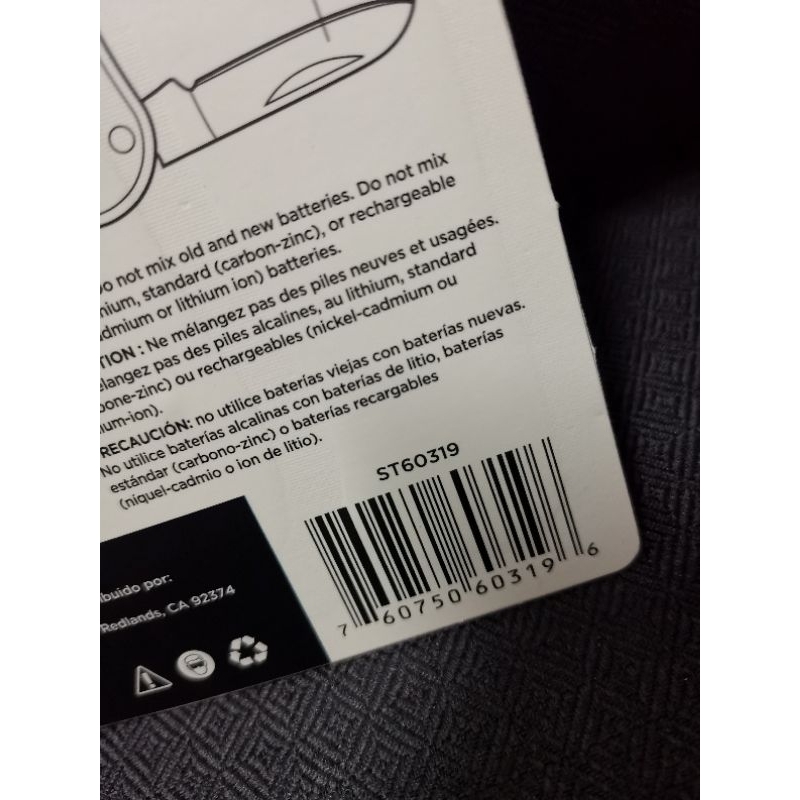 o not mix old and new batteries. Do not mix
nium, standard (carbon-zinc), or rechargeable
admium or lithium ion) batteries.
TION : Ne mélangez pas des piles neuves et usagées.
élangez pas des piles alcalines, au lithium, standard
bone-zinc) ou rechargeables (nickel-cadmium ou
ium-ion).
RECAUCIÓN: no utilice baterías viejas con baterías nuevas.
No utilice baterías alcalinas con baterías de litio, baterías
estándar (carbono-zinc) o baterías recargables
(niquel-cadmio o ion de litio).
ST60319
7 60750 60319 6
ibuido por:
Redlands, CA 92374